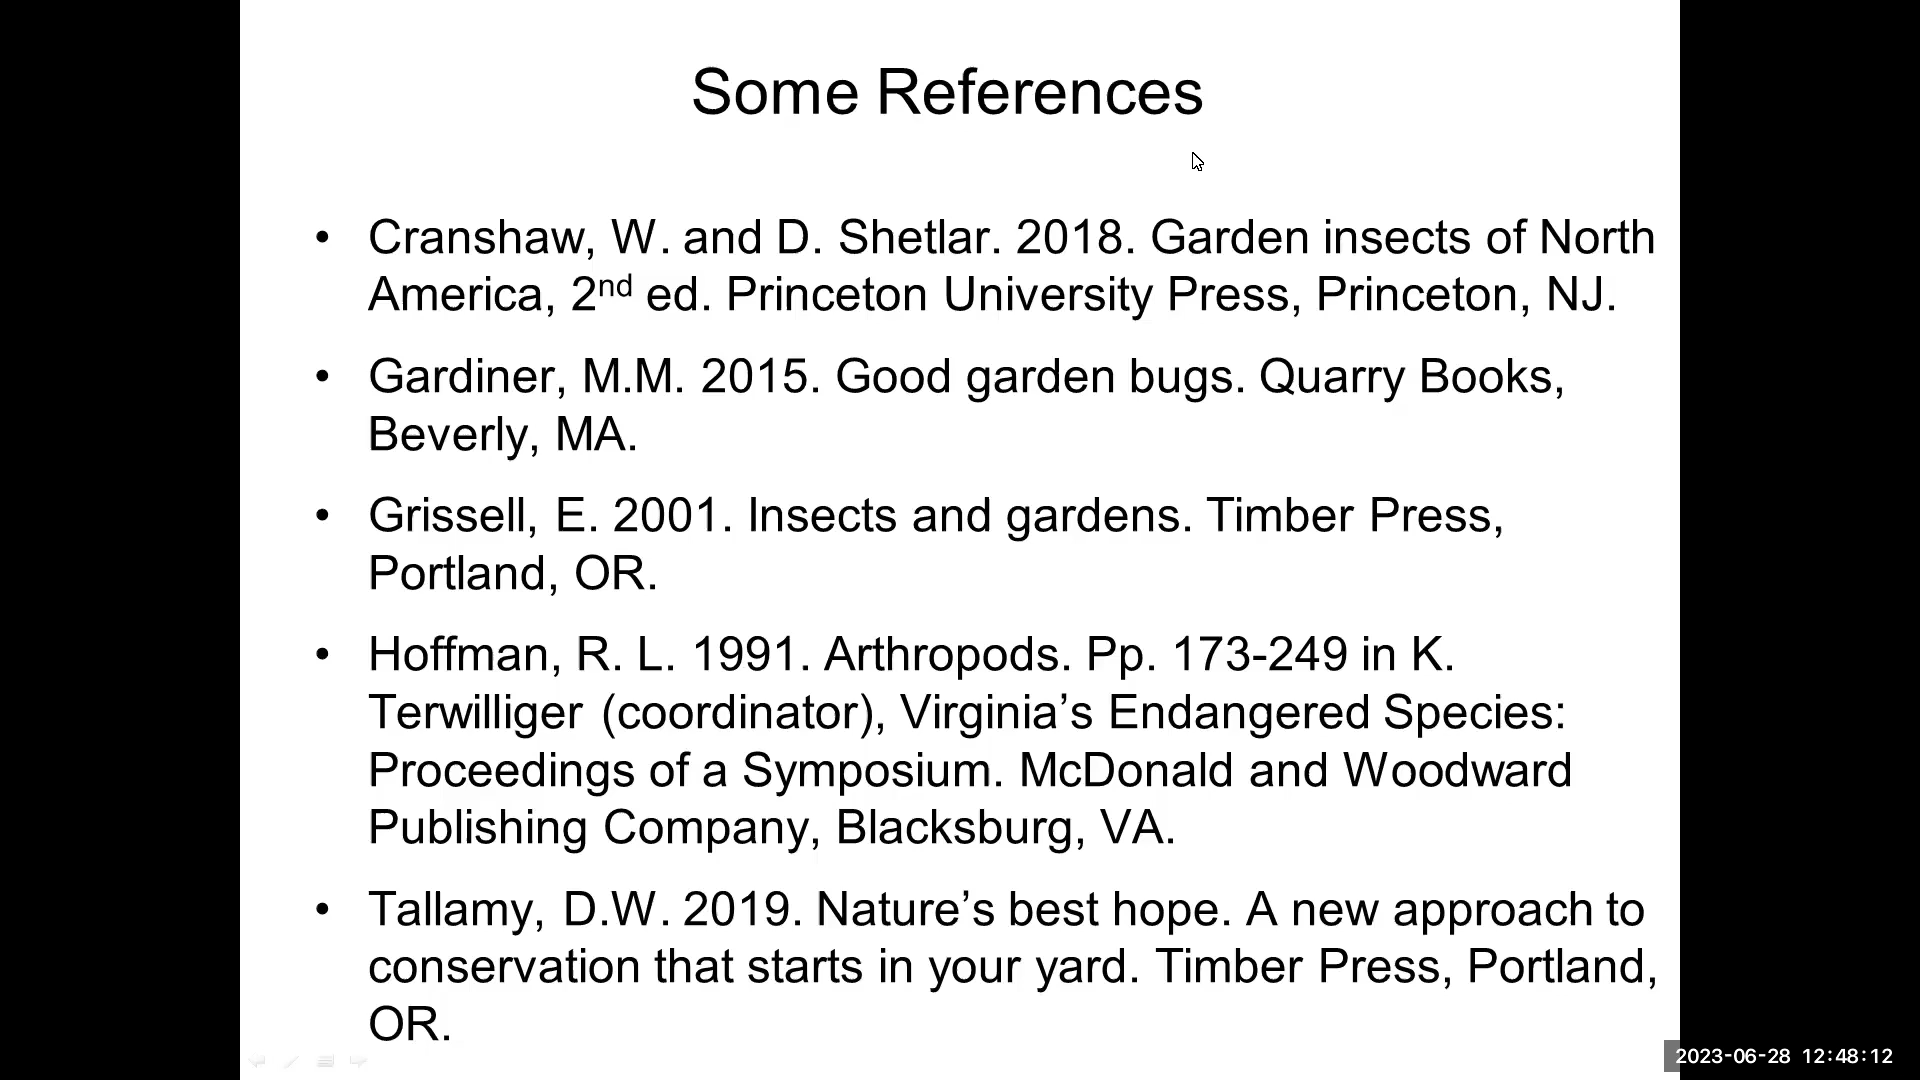 Some References
• Cranshaw, W. and D. Shetlar. 2018. Garden insects of North
America, 2nd ed. Princeton University Press, Princeton, NJ.
• Gardiner, M.M. 2015. Good garden bugs. Quarry Books,
Beverly, MA.
• Grissell, E. 2001. Insects and gardens. Timber Press,
Portland, OR.
• Hoffman, R. L. 1991. Arthropods. Pp. 173-249 in K.
Terwilliger (coordinator), Virginia’s Endangered Species:
Proceedings of a Symposium. McDonald and Woodward
Publishing Company, Blacksburg, VA.
• Tallamy, D.W. 2019. Nature’s best hope. A new approach to
conservation that starts in your yard. Timber Press, Portland,
OR.
2023-06-28 12:48:12